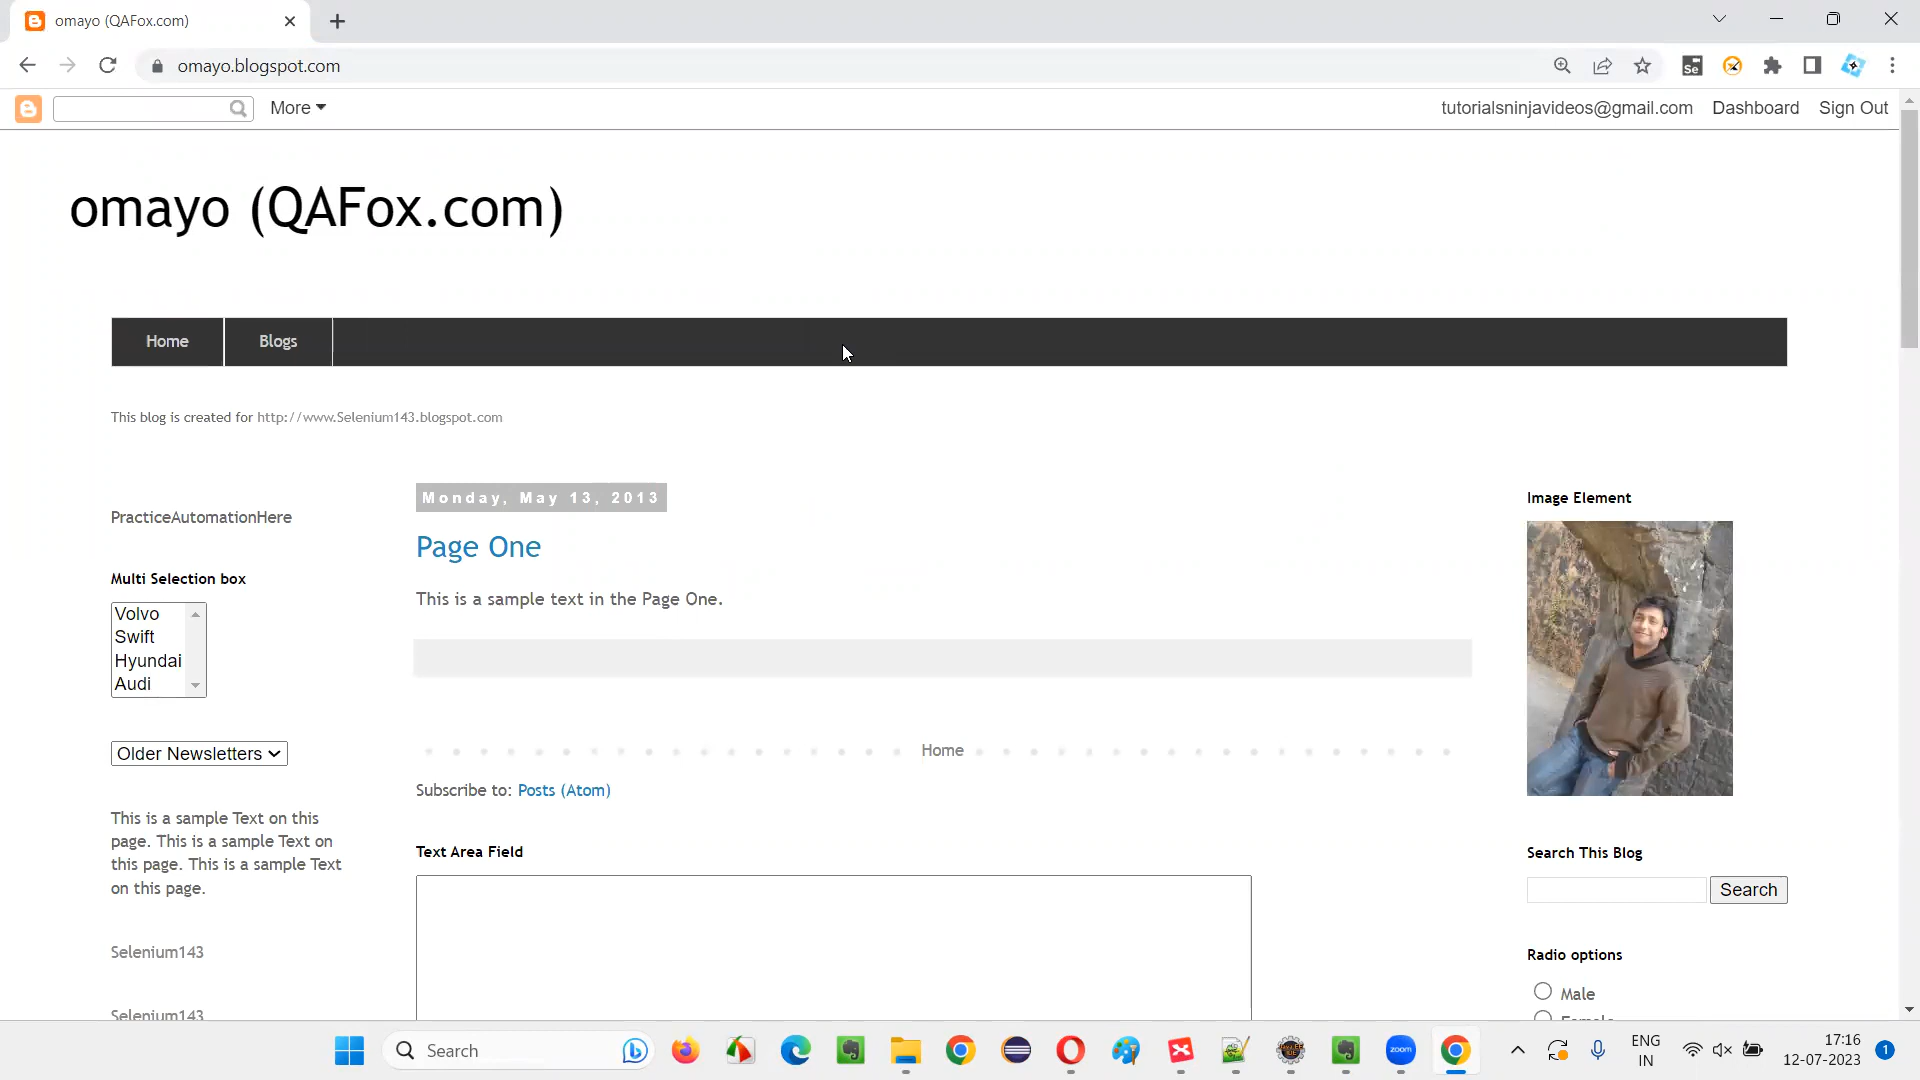 omayo (QAFox.com)
omayo.blogspot.com
More
tutorialsninjavideos@gmail.com Dashboard Sign Out
omayo (QAFox.com)
Home Blogs
This blog is created for http://www.Selenium143.blogspot.com
PracticeAutomationHere
Multi Selection box
Volvo
Swift
Hyundai
Audi
Older Newsletters
This is a sample Text on this
page. This is a sample Text on
this page. This is a sample Text
on this page.
Selenium143
Selenium143
Monday, May 13, 2013
Page One
This is a sample text in the Page One.
Home
Subscribe to: Posts (Atom)
Text Area Field
Image Element
Search This Blog
Search
Radio options
Male
Female
Search
zoom
ENG
IN
17:16
12-07-2023
1